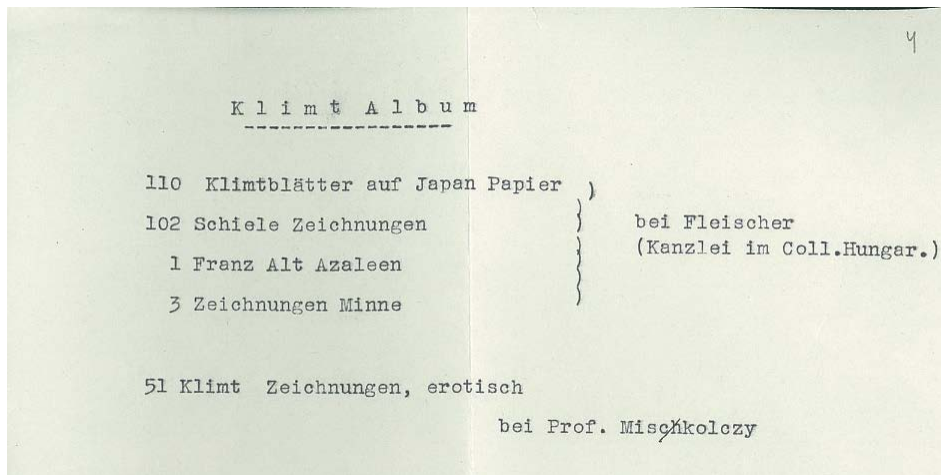 4
Klimt Album
110 Klimtblätter auf Japan Papier
102 Schiele Zeichnungen
bei Fleischer
(Kanzlei im Coll.Hungar.)
1 Franz Alt Azaleen
3 Zeichnungen Minne
51 Klimt Zeichnungen, erotisch
bei Prof. Mischkolczy